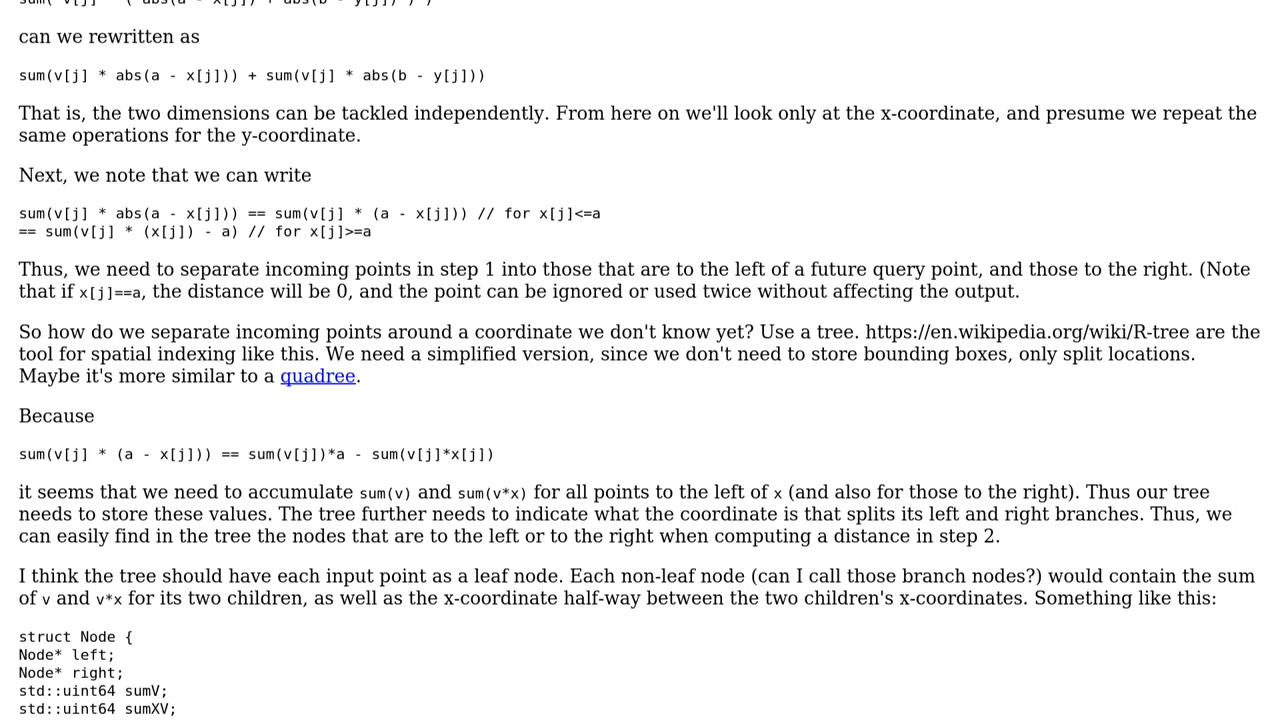 sum( v[j] * ( abs(a - x[j]) + abs(b - y[j]) ) )
can we rewritten as
sum(v[j] * abs(a - x[j])) + sum(v[j] * abs(b - y[j]))
That is, the two dimensions can be tackled independently. From here on we'll look only at the x-coordinate, and presume we repeat the
same operations for the y-coordinate.
Next, we note that we can write
sum(v[j] * abs(a - x[j])) == sum(v[j] * (a - x[j])) // for x[j]<=a
== sum(v[j] * (x[j]) - a) // for x[j]>=a
Thus, we need to separate incoming points in step 1 into those that are to the left of a future query point, and those to the right. (Note
that if x[j]==a, the distance will be 0, and the point can be ignored or used twice without affecting the output.
So how do we separate incoming points around a coordinate we don't know yet? Use a tree. https://en.wikipedia.org/wiki/R-tree are the
tool for spatial indexing like this. We need a simplified version, since we don't need to store bounding boxes, only split locations.
Maybe it's more similar to a quadree.
Because
sum(v[j] * (a - x[j])) == sum(v[j])*a - sum(v[j]*x[j])
it seems that we need to accumulate sum(v) and sum(v*x) for all points to the left of x (and also for those to the right). Thus our tree
needs to store these values. The tree further needs to indicate what the coordinate is that splits its left and right branches. Thus, we
can easily find in the tree the nodes that are to the left or to the right when computing a distance in step 2.
I think the tree should have each input point as a leaf node. Each non-leaf node (can I call those branch nodes?) would contain the sum
of v and v*x for its two children, as well as the x-coordinate half-way between the two children's x-coordinates. Something like this:
struct Node {
Node* left;
Node* right;
std::uint64 sumV;
std::uint64 sumXV;